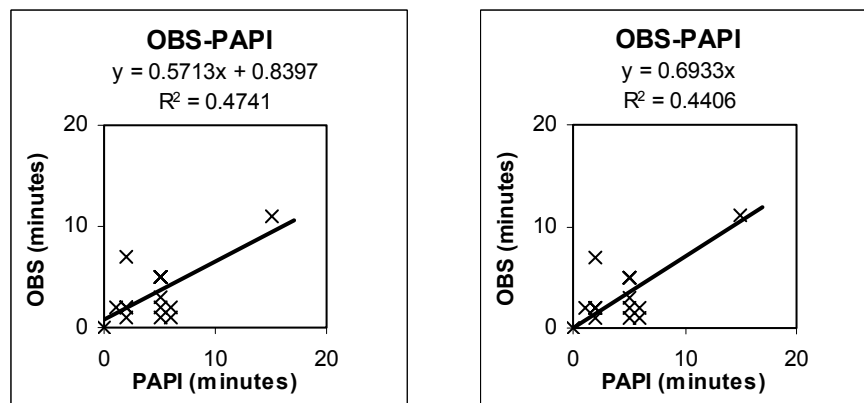 OBS-PAPI
y = 0.5713x + 0.8397
R² = 0.4741
20
10
0
0 10 20
OBS (minutes)
PAPI (minutes)
OBS-PAPI
y = 0.6933x
R² = 0.4406
20
10
0
0 10 20
OBS (minutes)
PAPI (minutes)